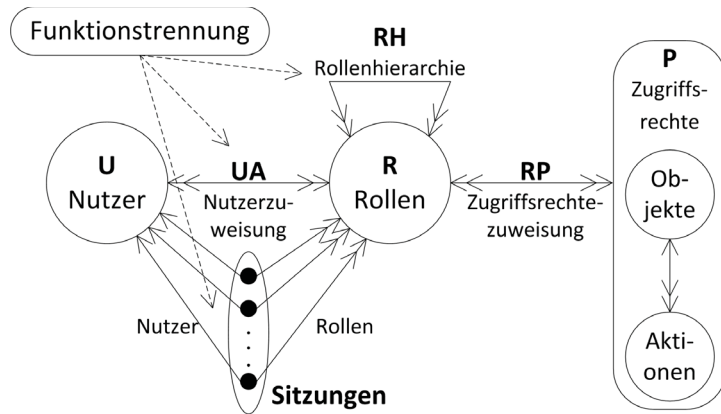 Funktionstrennung
RH
Rollenhierarchie
P
Zugriffs-
rechte
U
Nutzer
UA
Nutzerzu-
weisung
R
Rollen
RP
Zugriffsrechte-
zuweisung
Ob-
jekte
Nutzer
Rollen
Akti-
onen
Sitzungen